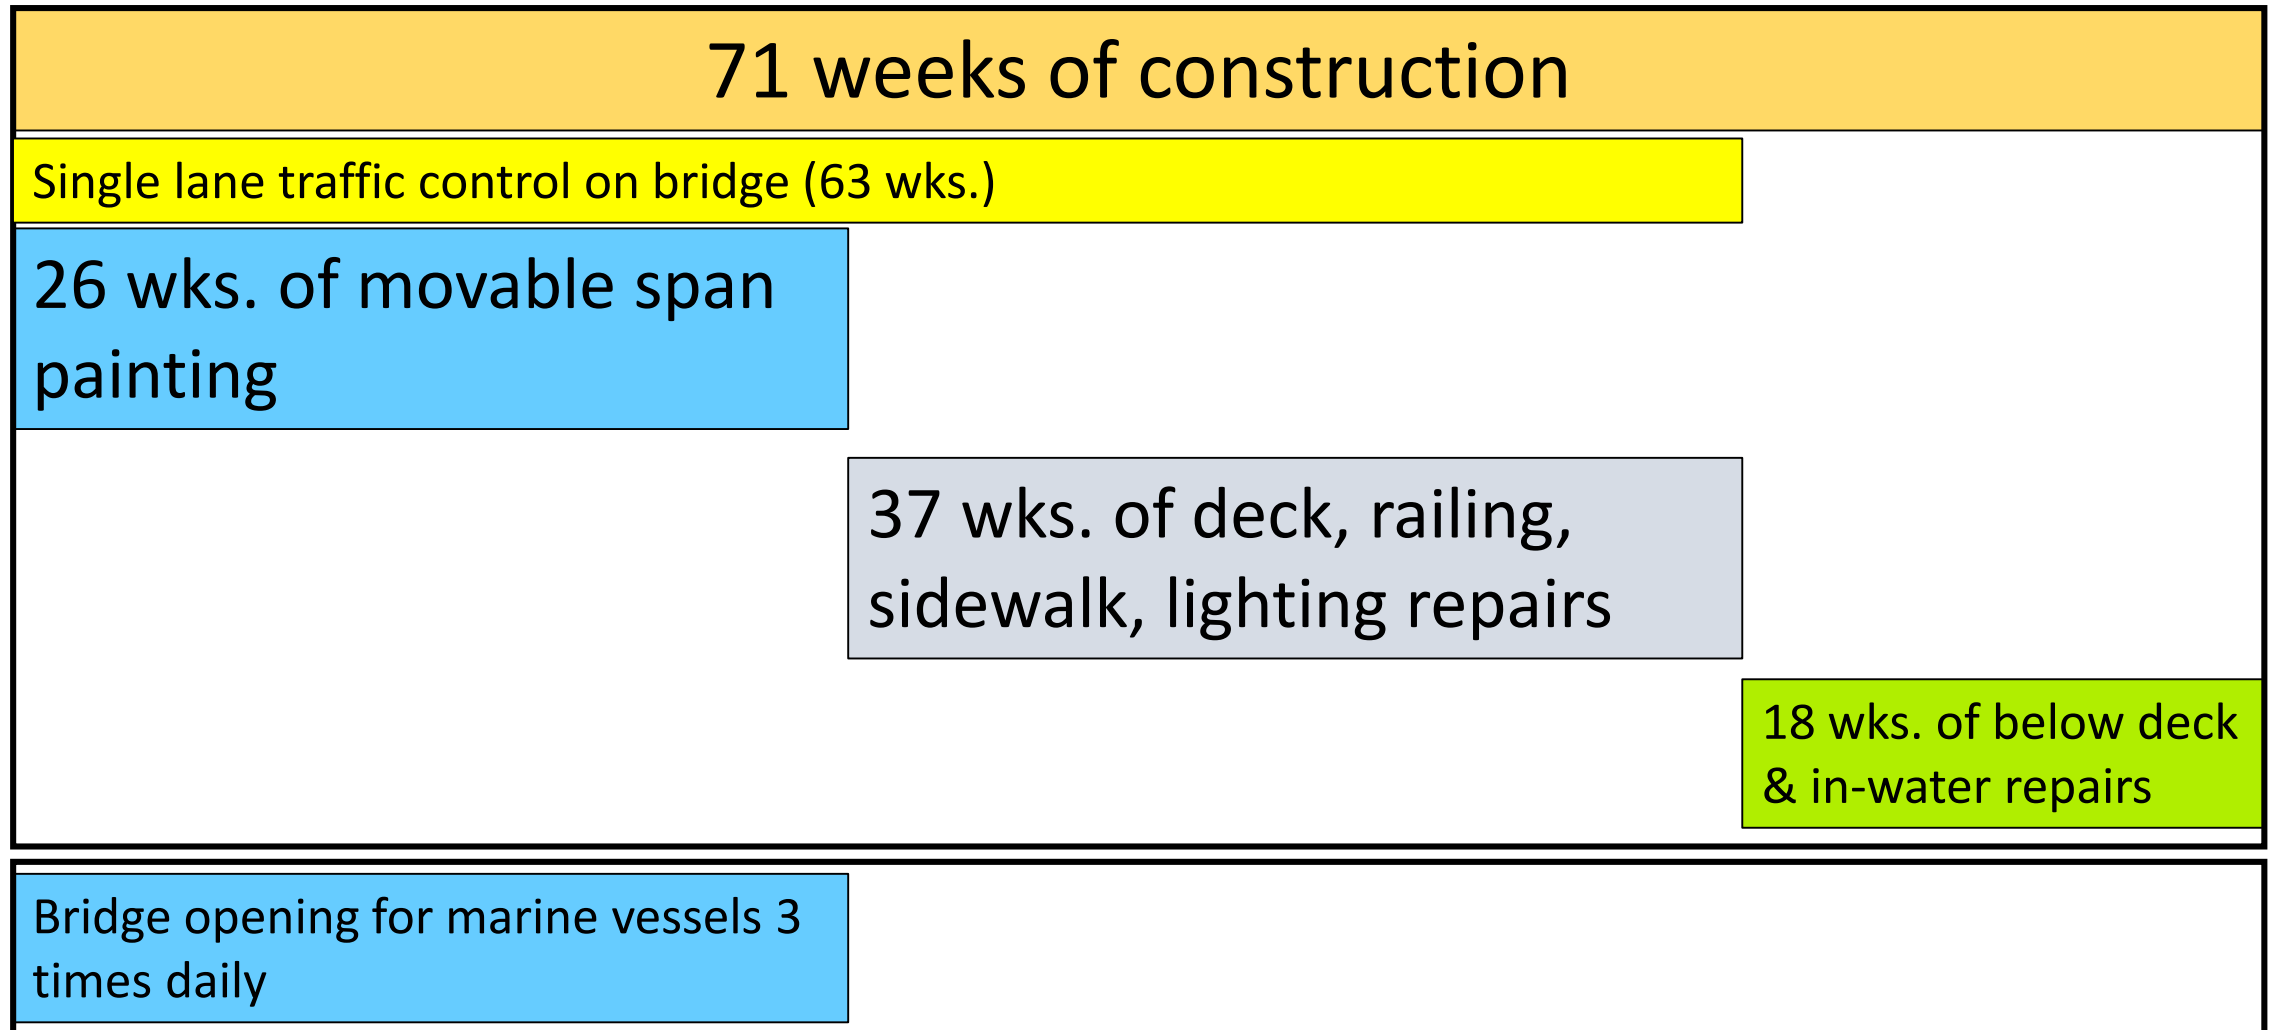 71 weeks of construction
Single lane traffic control on bridge (63 wks.)
26 wks. of movable span
painting
37 wks. of deck, railing,
sidewalk, lighting repairs
18 wks. of below deck
& in-water repairs
Bridge opening for marine vessels 3
times daily